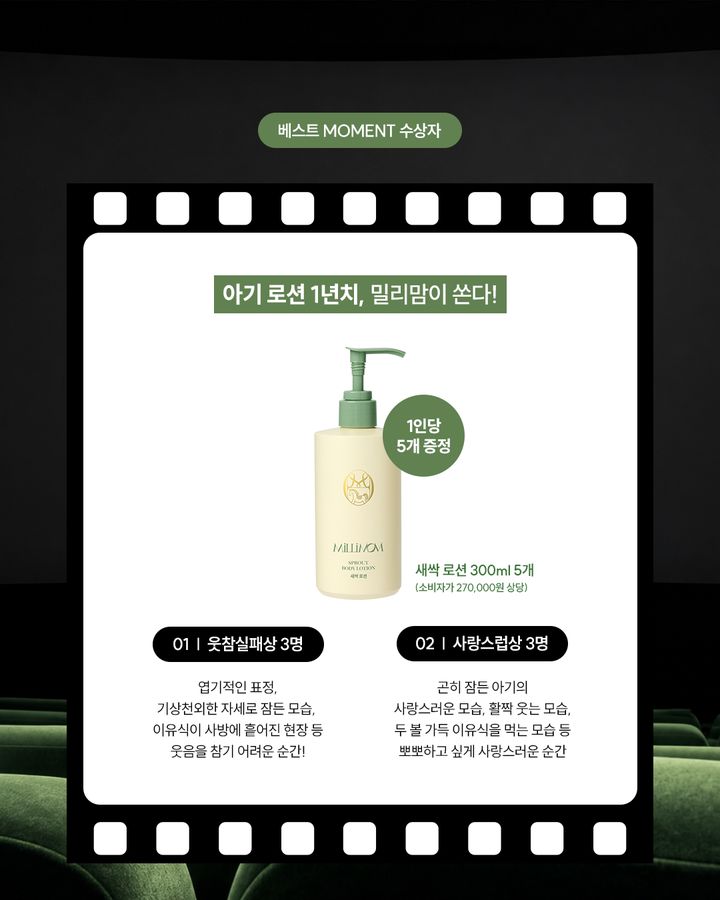 베스트 MOMENT 수상자
아기 로션 1년치, 밀리맘이 쏜다!
1인당
5개 증정
MiLLiMOM
SPROUT
BODY LOTION
새싹 로션
새싹 로션 300ml 5개
(소비자가 270,000원 상당)
01 | 웃참실패상 3명
엽기적인 표정,
기상천외한 자세로 잠든 모습,
이유식이 사방에 흩어진 현장 등
웃음을 참기 어려운 순간!
02 | 사랑스럽상 3명
곤히 잠든 아기의
사랑스러운 모습, 활짝 웃는 모습,
두 볼 가득 이유식을 먹는 모습 등
뽀뽀하고 싶게 사랑스러운 순간